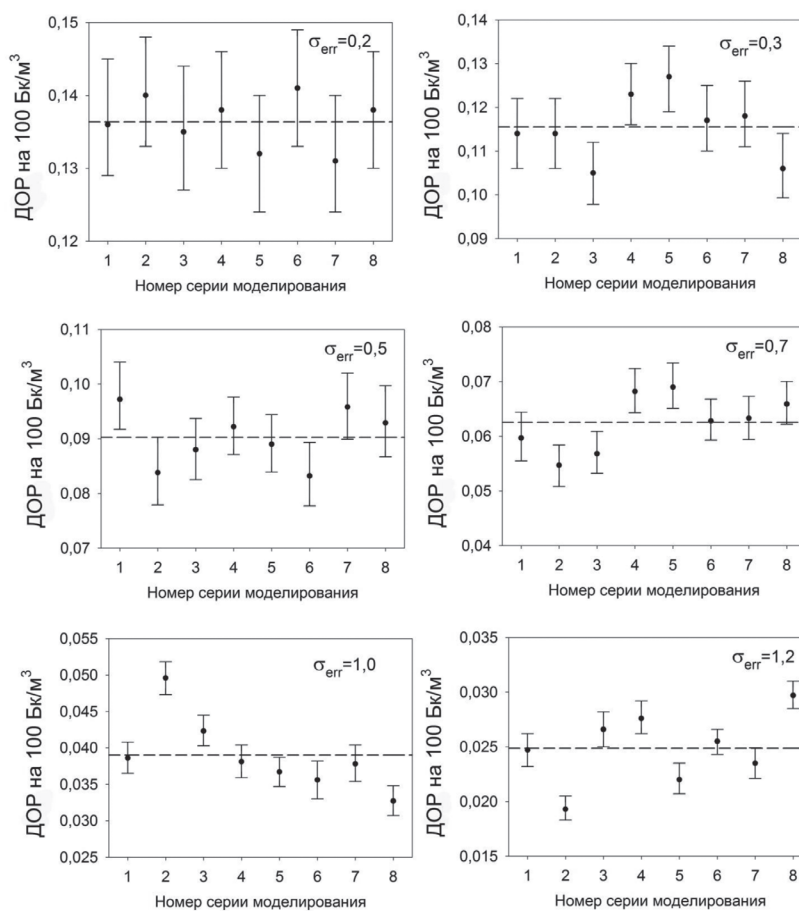 ДОР на 100 Бк/м³
0,15
0,14
0,13
0,12
σerr=0,2
1 2 3 4 5 6 7 8
Номер серии моделирования
ДОР на 100 Бк/м³
0,14
0,13
0,12
0,11
0,10
0,09
σerr=0,3
1 2 3 4 5 6 7 8
Номер серии моделирования
ДОР на 100 Бк/м³
0,11
0,10
0,09
0,08
0,07
σerr=0,5
1 2 3 4 5 6 7 8
Номер серии моделирования
ДОР на 100 Бк/м³
0,08
0,07
0,06
0,05
0,04
σerr=0,7
1 2 3 4 5 6 7 8
Номер серии моделирования
ДОР на 100 Бк/м³
0,055
0,050
0,045
0,040
0,035
0,030
0,025
σerr=1,0
1 2 3 4 5 6 7 8
Номер серии моделирования
ДОР на 100 Бк/м³
0,035
0,030
0,025
0,020
0,015
σerr=1,2
1 2 3 4 5 6 7 8
Номер серии моделирования